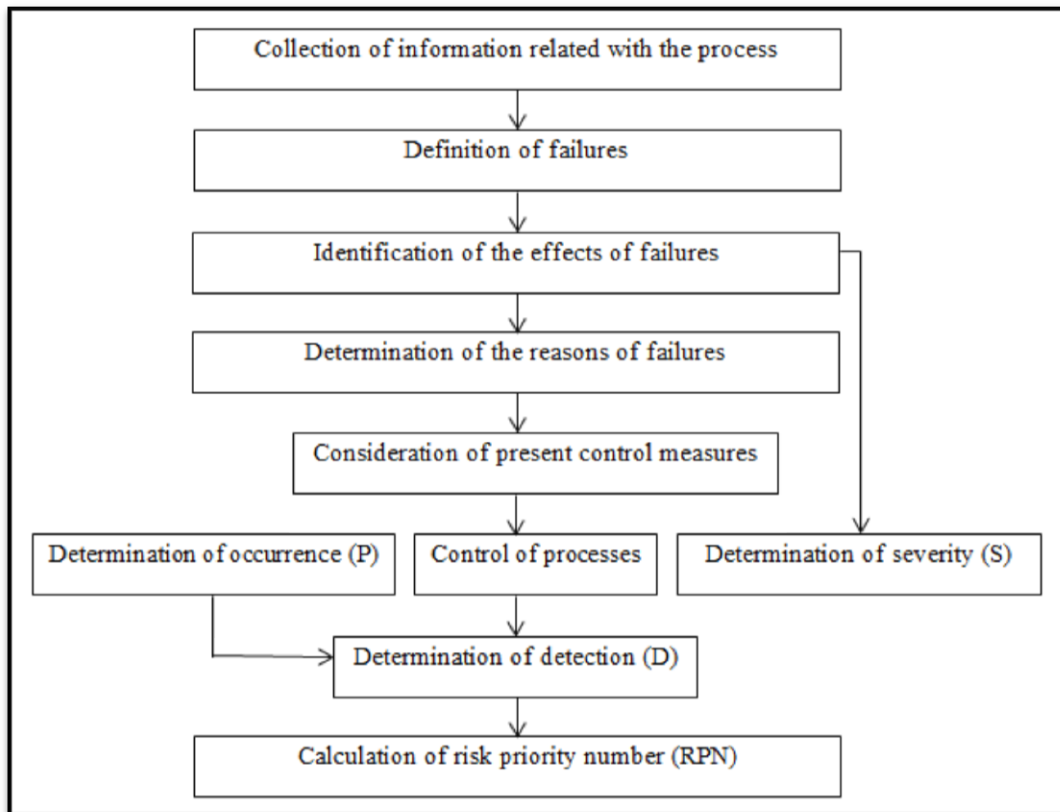 Collection of information related with the process
Definition of failures
Identification of the effects of failures
Determination of the reasons of failures
Consideration of present control measures
Determination of occurrence (P)
Control of processes
Determination of severity (S)
Determination of detection (D)
Calculation of risk priority number (RPN)